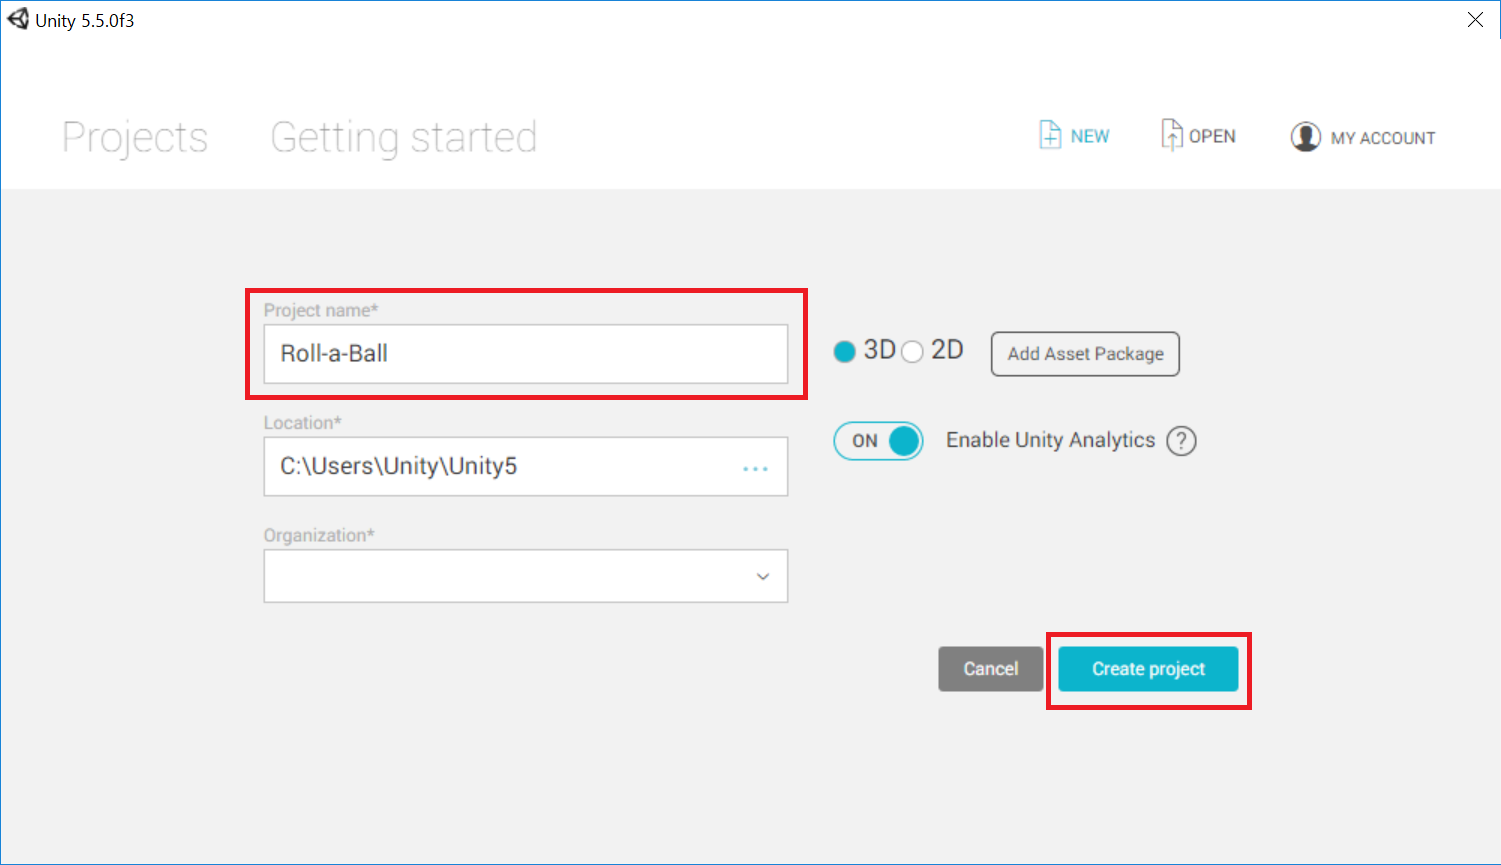 Unity 5.5.0f3
Projects Getting started NEW OPEN MY ACCOUNT
Project name*
Roll-a-Ball
3D 2D Add Asset Package
Location*
C:\Users\Unity\Unity5 ...
ON Enable Unity Analytics ?
Organization*
Cancel Create project